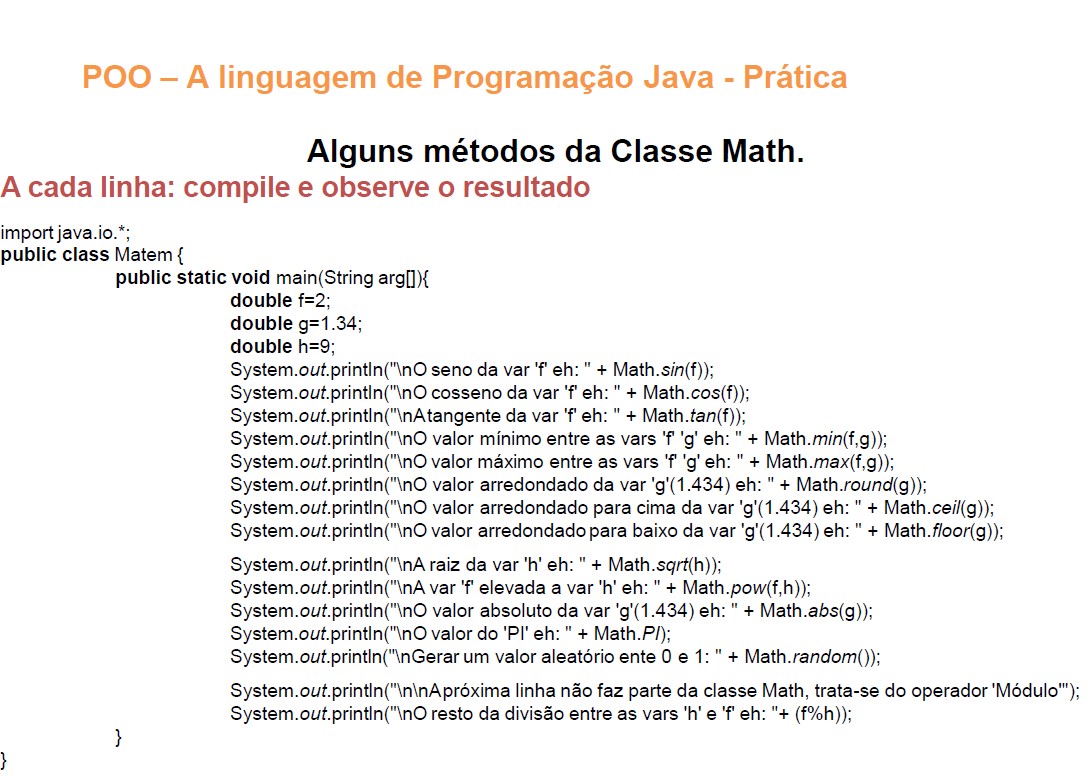 POO – A linguagem de Programação Java - Prática
Alguns métodos da Classe Math.
A cada linha: compile e observe o resultado
import java.io.*;
public class Matem {
public static void main(String arg[]){
double f=2;
double g=1.34;
double h=9;
System.out.println("\nO seno da var 'f' eh: " + Math.sin(f));
System.out.println("\nO cosseno da var 'f' eh: " + Math.cos(f));
System.out.println("\nA tangente da var 'f' eh: " + Math.tan(f));
System.out.println("\nO valor mínimo entre as vars 'f' 'g' eh: " + Math.min(f,g));
System.out.println("\nO valor máximo entre as vars 'f' 'g' eh: " + Math.max(f,g));
System.out.println("\nO valor arredondado da var 'g'(1.434) eh: " + Math.round(g));
System.out.println("\nO valor arredondado para cima da var 'g'(1.434) eh: " + Math.ceil(g));
System.out.println("\nO valor arredondado para baixo da var 'g'(1.434) eh: " + Math.floor(g));
System.out.println("\nA raiz da var 'h' eh: " + Math.sqrt(h));
System.out.println("\nA var 'f' elevada a var 'h' eh: " + Math.pow(f,h));
System.out.println("\nO valor absoluto da var 'g'(1.434) eh: " + Math.abs(g));
System.out.println("\nO valor do 'PI' eh: " + Math.PI);
System.out.println("\nGerar um valor aleatório ente 0 e 1: " + Math.random());
System.out.println("\n\nA próxima linha não faz parte da classe Math, trata-se do operador 'Módulo'");
System.out.println("\nO resto da divisão entre as vars 'h' e 'f' eh: "+ (f%h));
}
}